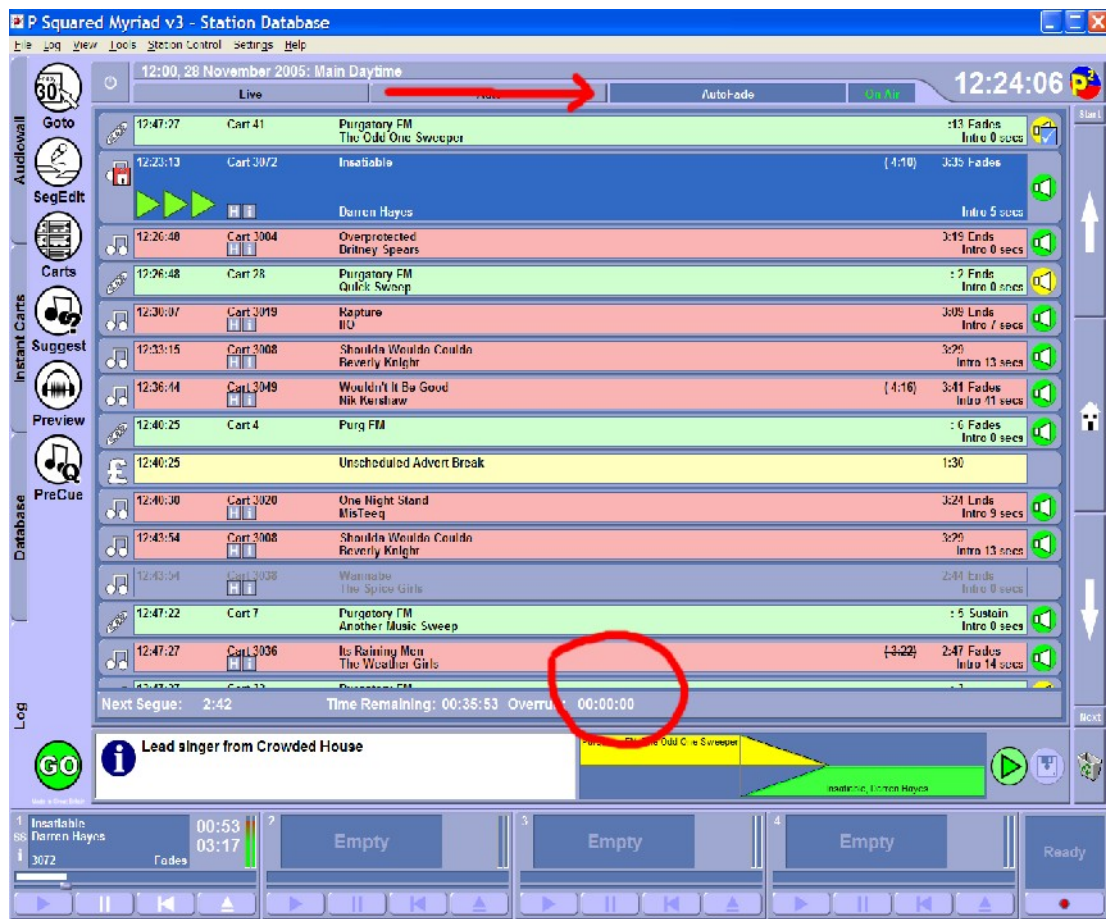 P Squared Myriad v3 - Station Database
File Log View Tools Station Control Settings Help
12:00, 28 November 2005: Main Daytime
Live AutoFade On Air
12:24:06
Audiowall
Instant Carts
Database
Log
Goto
SegEdit
Carts
Suggest
Preview
PreCue
GO
Start
Next
12:47:27 Cart 41 Purgatory FM :13 Fades
The Odd One Sweeper Intro 0 secs
12:23:13 Cart 3072 Insatiable (4:10) 3:35 Fades
H i Darren Hayes Intro 5 secs
12:26:48 Cart 3004 Overprotected 3:19 Ends
H i Britney Spears Intro 0 secs
12:26:48 Cart 28 Purgatory FM : 2 Ends
Quick Sweep Intro 0 secs
12:30:07 Cart 3019 Rapture 3:09 Ends
H i IIO Intro 7 secs
12:33:15 Cart 3008 Shoulda Woulda Coulda 3:29
H i Beverly Knight Intro 13 secs
12:36:44 Cart 3049 Wouldn't It Be Good (4:16) 3:41 Fades
H i Nik Kershaw Intro 41 secs
12:40:25 Cart 4 Purg FM : 6 Fades
Intro 0 secs
12:40:25 Unscheduled Advert Break 1:30
12:40:30 Cart 3020 One Night Stand 3:24 Ends
H i MisTeeq Intro 9 secs
12:43:54 Cart 3008 Shoulda Woulda Coulda 3:29
H i Beverly Knight Intro 13 secs
12:43:54 Cart 3038 Wannabe 2:44 Ends
H i The Spice Girls Intro 0 secs
12:47:22 Cart 7 Purgatory FM : 5 Sustain
Another Music Sweep Intro 0 secs
12:47:27 Cart 3036 Its Raining Men (3:22) 2:47 Fades
H i The Weather Girls Intro 14 secs
Next Segue: 2:42 Time Remaining: 00:35:53 Overrun: 00:00:00
Lead singer from Crowded House
The Odd One Sweeper
Insatiable, Darren Hayes
1 Insatiable 00:53
SS Darren Hayes 03:17
i 3072 Fades
2 Empty
3 Empty
4 Empty
Ready